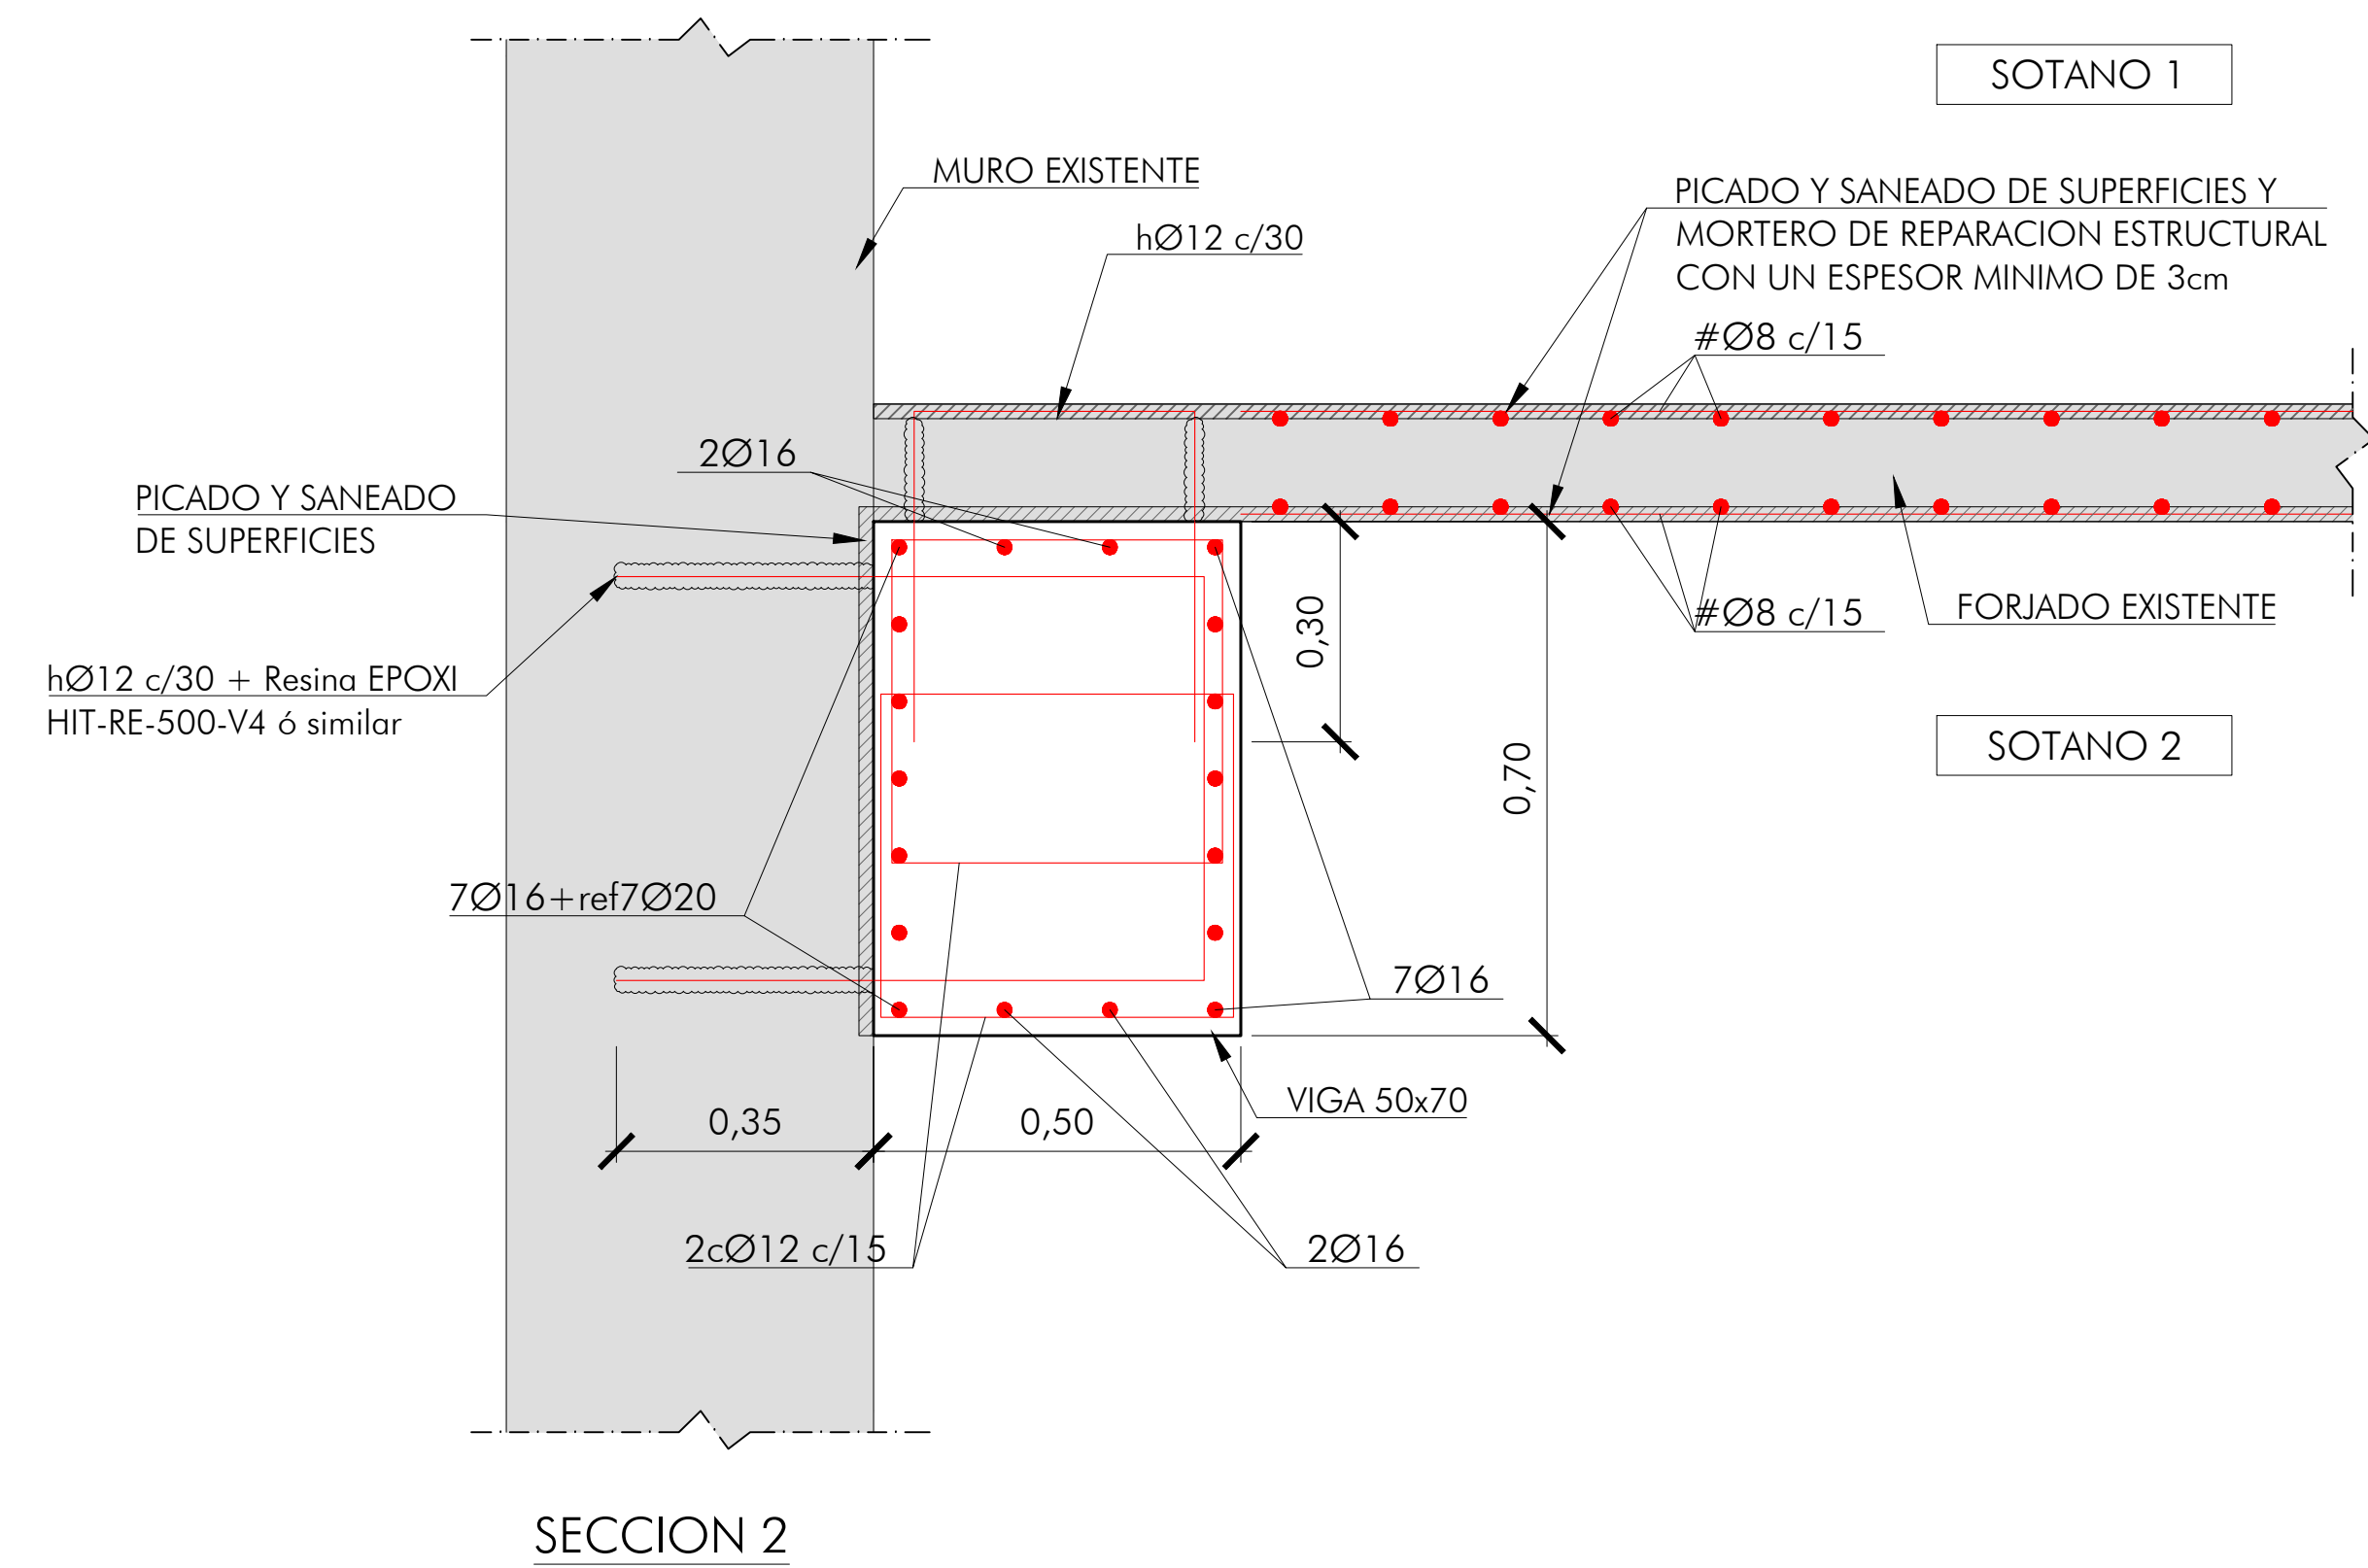 SOTANO 1
MURO EXISTENTE
PICADO Y SANEADO DE SUPERFICIES Y
MORTERO DE REPARACION ESTRUCTURAL
CON UN ESPESOR MINIMO DE 3cm
hØ12 c/30
#Ø8 c/15
2Ø16
PICADO Y SANEADO
DE SUPERFICIES
#Ø8 c/15
FORJADO EXISTENTE
0,30
hØ12 c/30 + Resina EPOXI
HIT-RE-500-V4 ó similar
SOTANO 2
0,70
7Ø16+ref7Ø20
7Ø16
VIGA 50x70
0,35
0,50
2cØ12 c/15
2Ø16
SECCION 2